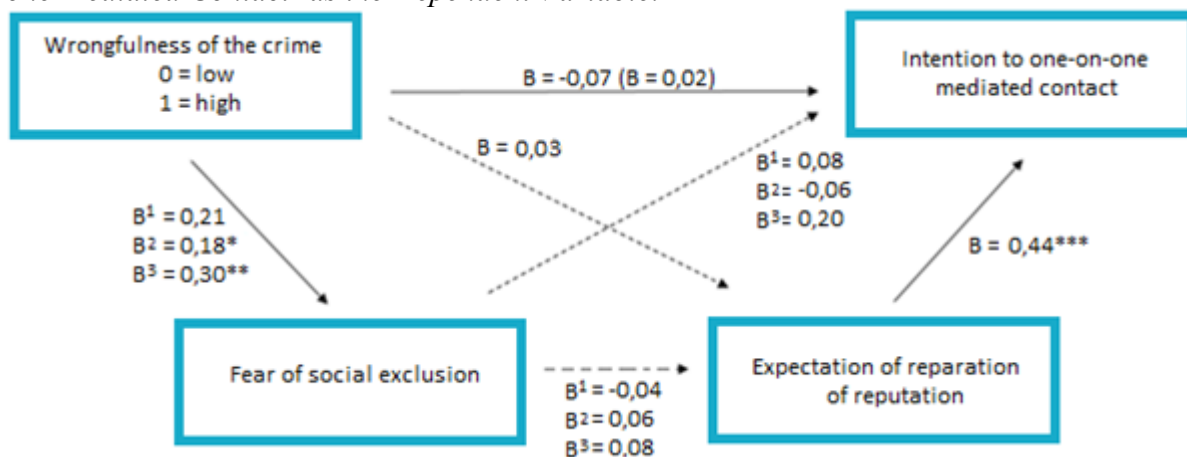 Wrongfulness of the crime
0 = low
1 = high
B = -0,07 (B = 0,02)
Intention to one-on-one
mediated contact
B = 0,03
B¹ = 0,08
B²= -0,06
B³= 0,20
B¹ = 0,21
B² = 0,18*
B³ = 0,30**
B = 0,44***
Fear of social exclusion
B¹ = -0,04
B² = 0,06
B³ = 0,08
Expectation of reparation
of reputation